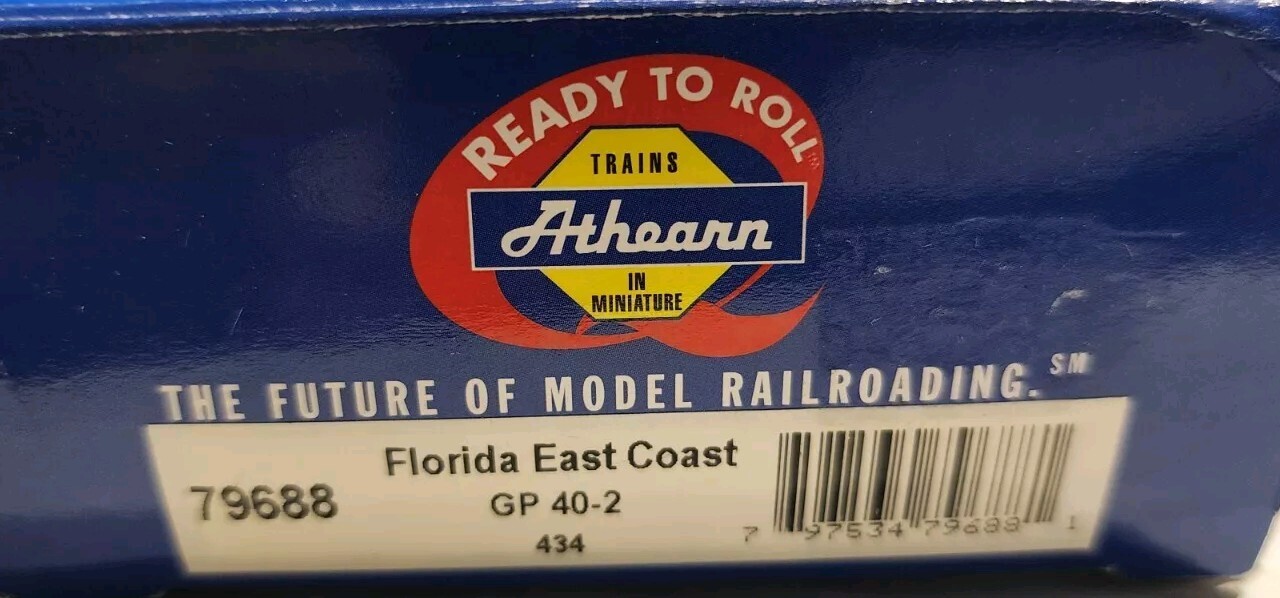 READY TO ROLL™
TRAINS
Athearn
IN
MINIATURE
THE FUTURE OF MODEL RAILROADING.℠
Florida East Coast
79688
GP 40-2
434
7 97534 79688 1